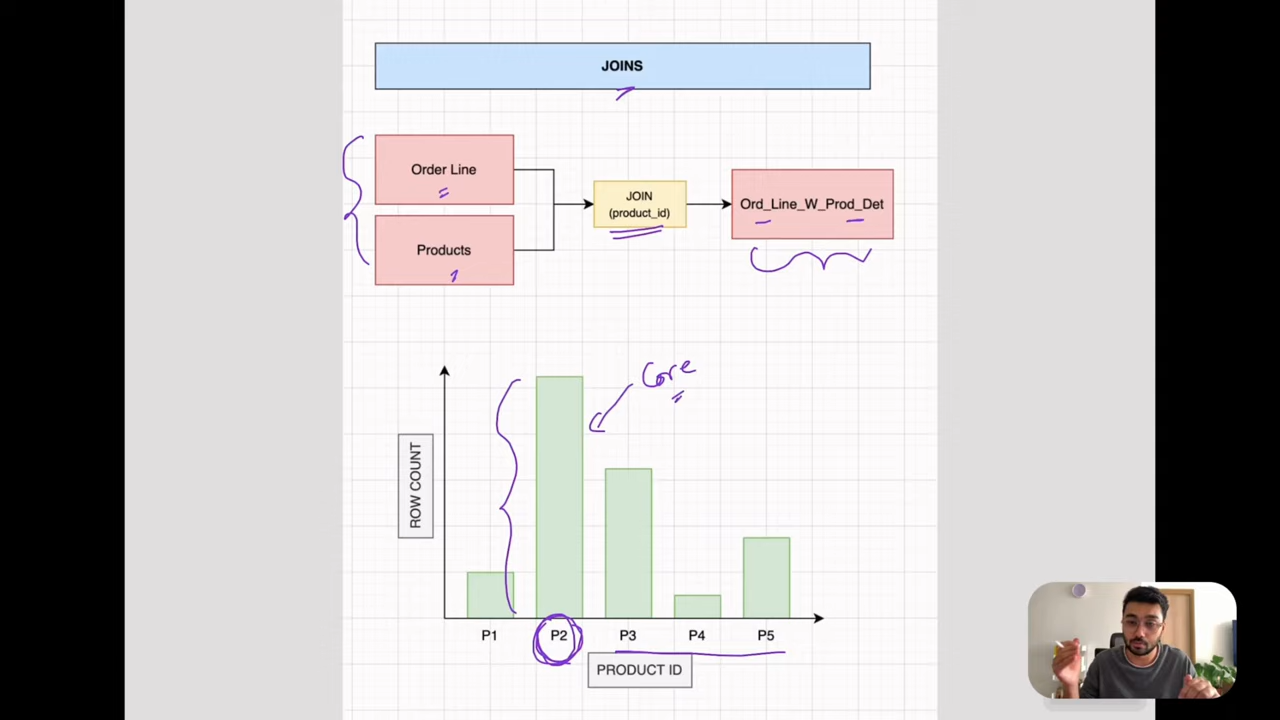 JOINS
Order Line
Products
JOIN
(product_id)
Ord_Line_W_Prod_Det
Core
ROW COUNT
P1 P2 P3 P4 P5
PRODUCT ID